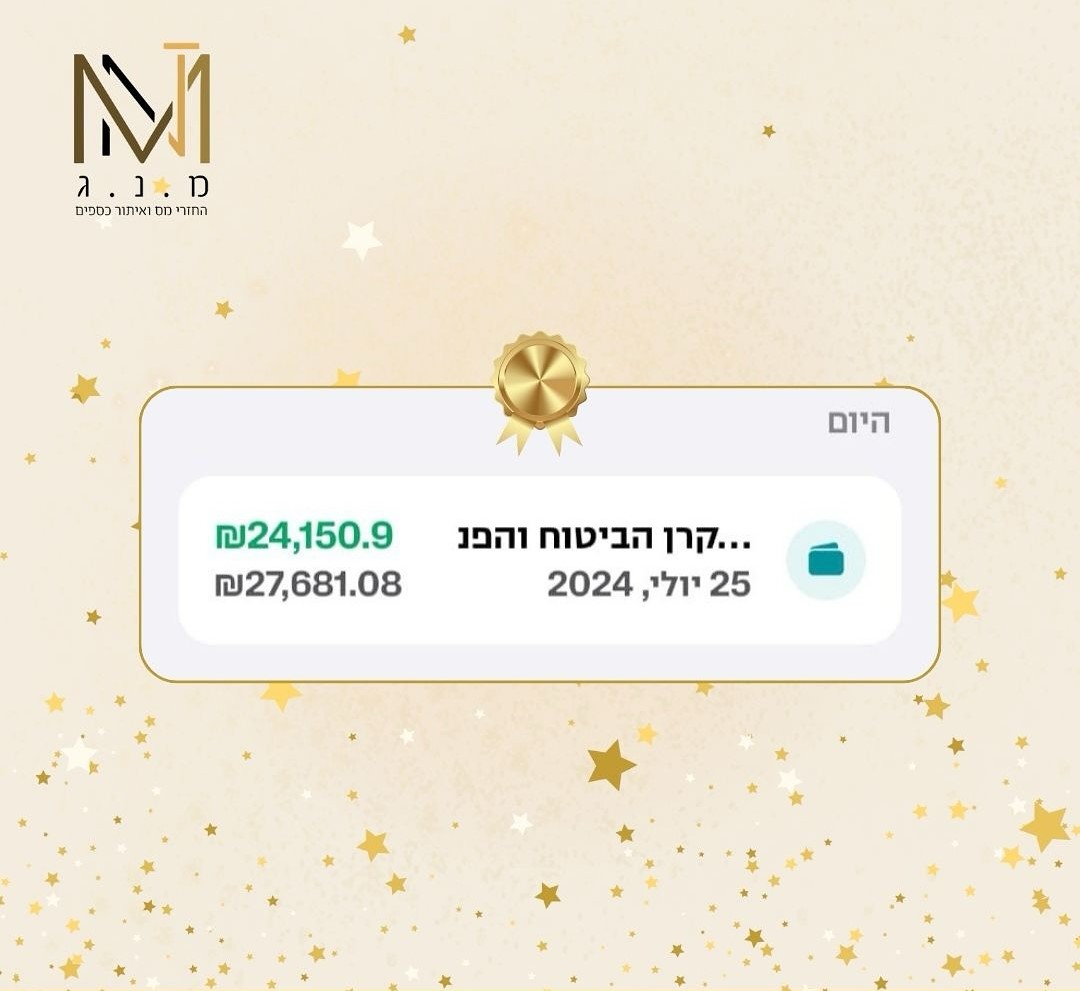 מ.נ.ג
החזרי מס ואיתור כספים
היום
קרן הביטוח והפנ...
₪24,150.9
25 יולי, 2024
₪27,681.08